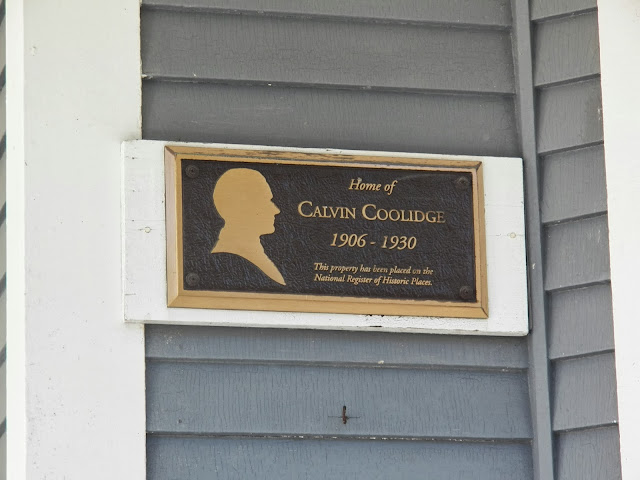 Home of
CALVIN COOLIDGE
1906 - 1930
This property has been placed on the
National Register of Historic Places.